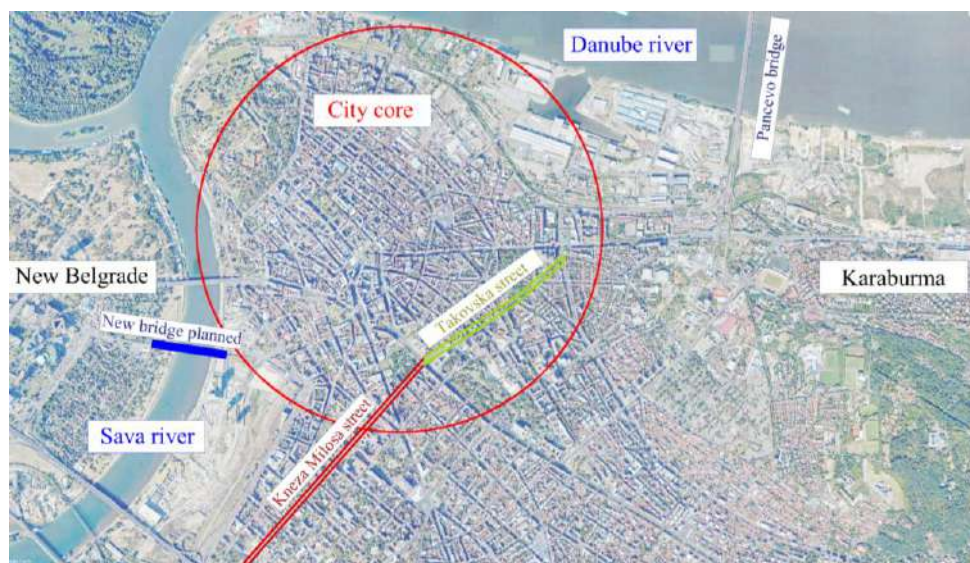 Danube river
Pancevo bridge
City core
New Belgrade
Karaburma
Takovska street
New bridge planned
Kneza Milosa street
Sava river